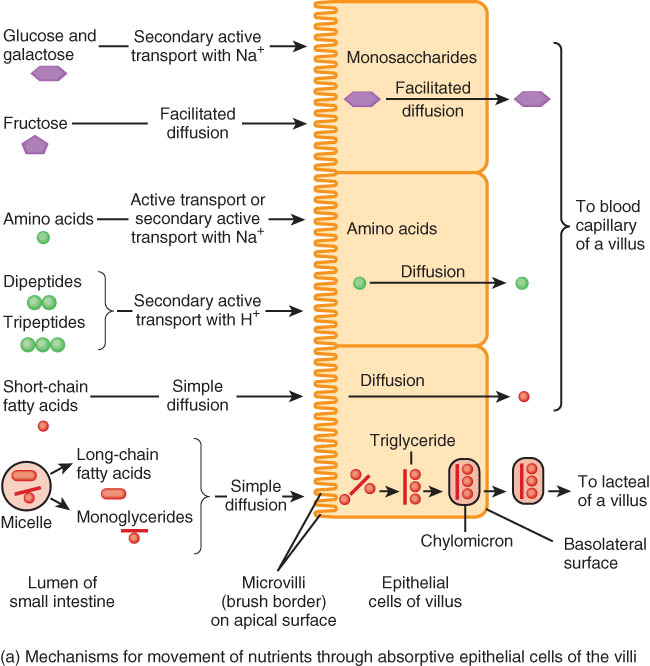 Glucose and
galactose
Secondary active
transport with Na+
Monosaccharides
Facilitated
diffusion
Fructose
Facilitated
diffusion
Amino acids
Active transport or
secondary active
transport with Na+
Amino acids
Diffusion
To blood
capillary
of a villus
Dipeptides
Tripeptides
Secondary active
transport with H+
Short-chain
fatty acids
Simple
diffusion
Diffusion
Micelle
Long-chain
fatty acids
Monoglycerides
Simple
diffusion
Triglyceride
Chylomicron
To lacteal
of a villus
Basolateral
surface
Lumen of
small intestine
Microvilli
(brush border)
on apical surface
Epithelial
cells of villus
(a) Mechanisms for movement of nutrients through absorptive epithelial cells of the villi